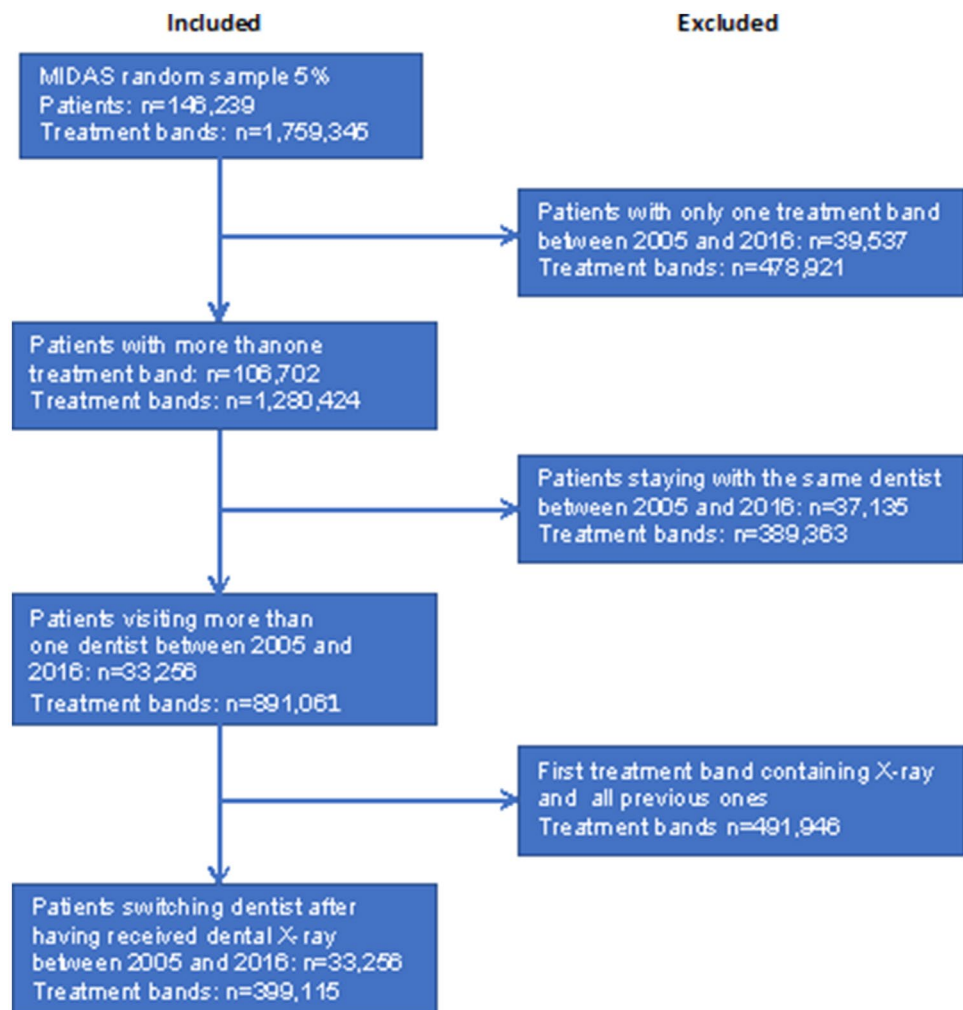 Included
Excluded
MIDAS random sample 5%
Patients: n=146,239
Treatment bands: n=1,759,345
Patients with only one treatment band
between 2005 and 2016: n=39,537
Treatment bands: n=478,921
Patients with more thanone
treatment band: n=106,702
Treatment bands: n=1,280,424
Patients staying with the same dentist
between 2005 and 2016: n=37,135
Treatment bands: n=389,363
Patients visiting more than
one dentist between 2005 and
2016: n=33,256
Treatment bands: n=891,061
First treatment band containing X-ray
and all previous ones
Treatment bands n=491,946
Patients switching dentist after
having received dental X-ray
between 2005 and 2016: n=33,256
Treatment bands: n=399,115